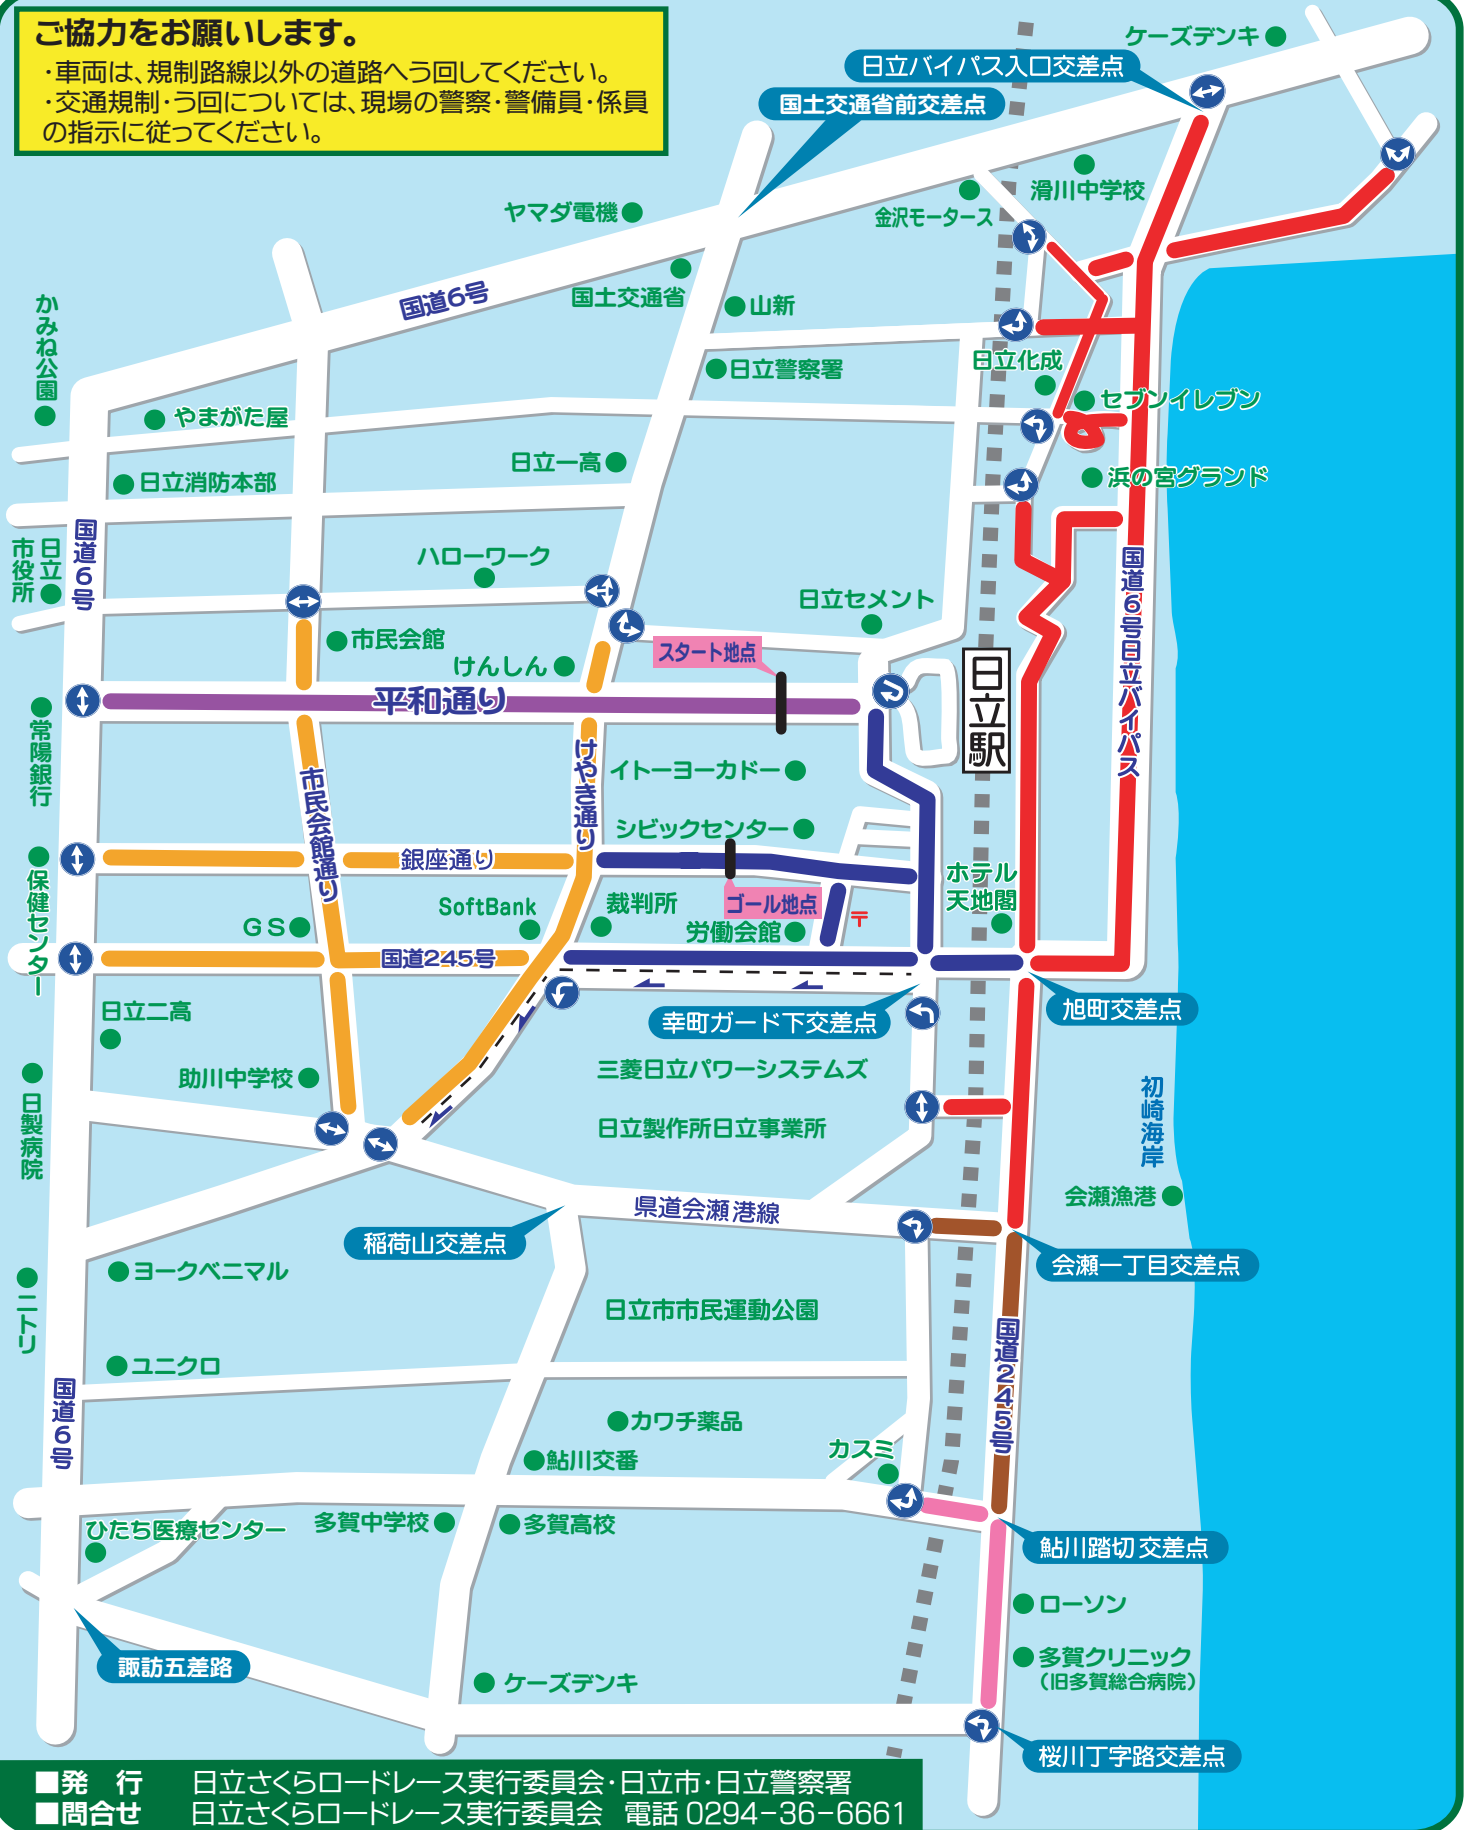 ご協力をお願いします。
・車両は、規制路線以外の道路へう回してください。
・交通規制・う回については、現場の警察・警備員・係員
の指示に従ってください。
ケーズデンキ
日立バイパス入口交差点
国土交通省前交差点
滑川中学校
金沢モータース
ヤマダ電機
国土交通省
山新
国道6号
かみね公園
日立警察署
日立化成
セブンイレブン
やまがた屋
日立一高
日立消防本部
浜の宮グランド
国道6号
日立
市役所
ハローワーク
国道6号日立バイパス
日立セメント
市民会館
けんしん
スタート地点
日立駅
平和通り
常陽銀行
市民会館通り
けやき通り
イトーヨーカドー
シビックセンター
銀座通り
保健センター
ホテル
天地閣
SoftBank
裁判所
ゴール地点
〒
GS
労働会館
国道245号
日立二高
幸町ガード下交差点
旭町交差点
三菱日立パワーシステムズ
助川中学校
日製病院
日立製作所日立事業所
初崎海岸
会瀬漁港
県道会瀬港線
稲荷山交差点
会瀬一丁目交差点
ヨークベニマル
ニトリ
日立市市民運動公園
国道245号
ユニクロ
国道6号
カワチ薬品
カスミ
鮎川交番
ひたち医療センター
多賀中学校
多賀高校
鮎川踏切交差点
ローソン
多賀クリニック
(旧多賀総合病院)
諏訪五差路
ケーズデンキ
桜川丁字路交差点
■発 行 日立さくらロードレース実行委員会・日立市・日立警察署
■問合せ 日立さくらロードレース実行委員会 電話 0294-36-6661